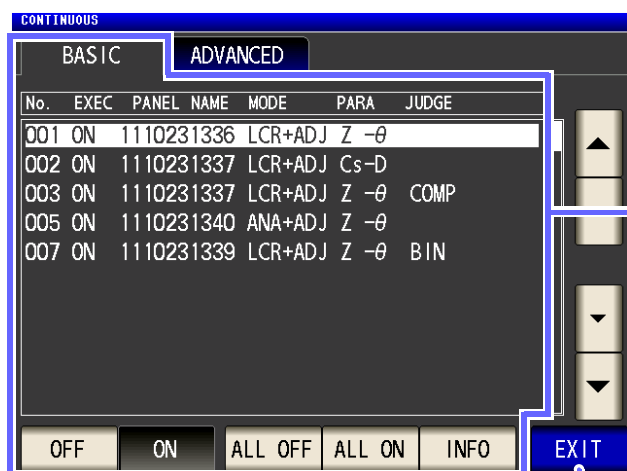 CONTINUOUS
BASIC ADVANCED
No. EXEC PANEL NAME MODE PARA JUDGE
001 ON 1110231336 LCR+ADJ Z -θ
002 ON 1110231337 LCR+ADJ Cs-D
003 ON 1110231337 LCR+ADJ Z -θ COMP
005 ON 1110231340 ANA+ADJ Z -θ
007 ON 1110231339 LCR+ADJ Z -θ BIN
OFF ON ALL OFF ALL ON INFO EXIT